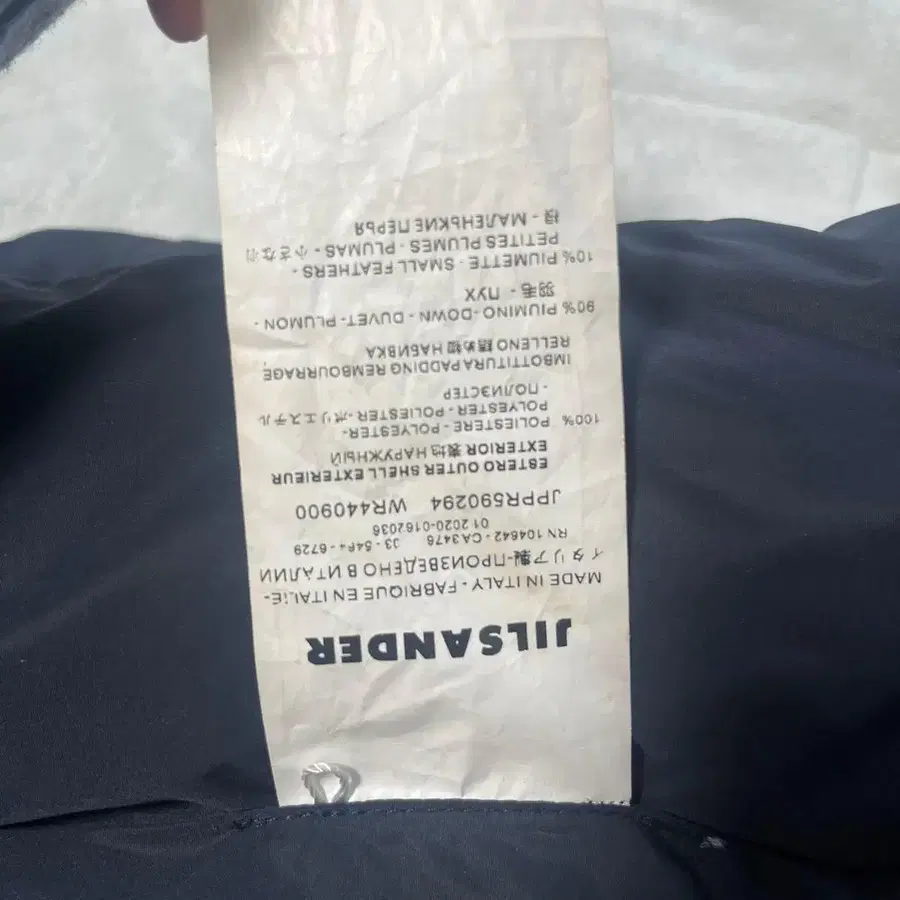 JILSANDER
MADE IN ITALY - FABRIQUE EN ITALIE-
イタリア製-ПРОИЗВЕДЕНО В ИТАЛИИ
RN 104642 - CA3476 J3 - 6729
01 2020-0162036
JPPR590294 WR440900
ESTERO OUTER SHELL EXTERIEUR
EXTERIOR 表地 НАРУЖНЫЙ
100% POLIESTERE - POLYESTER-
POLYESTER - POLIESTER -ポリエステル
- ПОЛИЭСТЕР
IMBOTTITURA PADDING REMBOURRAGE
RELLENO 詰め物 НАБИВКА
90% PIUMINO-DOWN - DUVET-PLUMON -
羽毛 - ПУХ
10% PIUMETTE - SMALL FEATHERS -
PETITES PLUMES - PLUMAS - 小さな羽
- МАЛЕНЬКИЕ ПЕРЬЯ